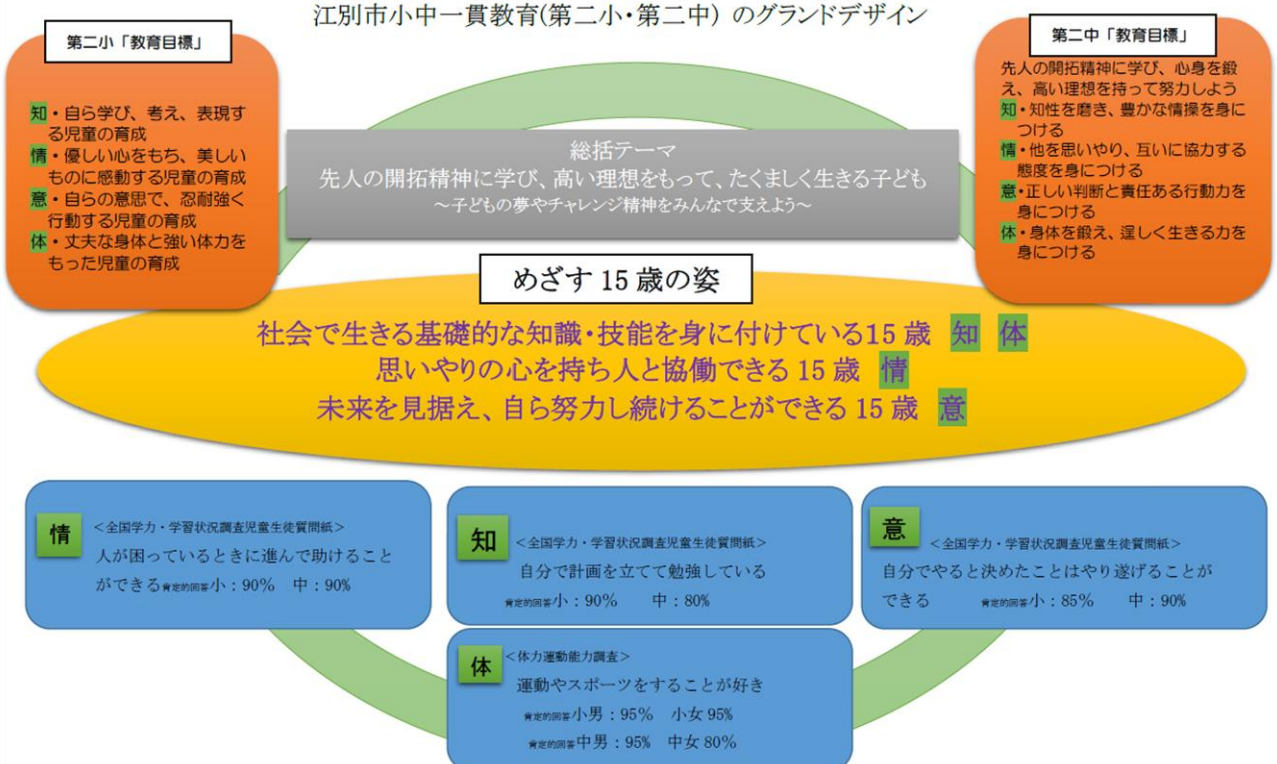 江別市小中一貫教育(第二小・第二中) のグランドデザイン
第二小「教育目標」
知・自ら学び、考え、表現す
る児童の育成
情・優しい心をもち、美しい
ものに感動する児童の育成
意・自らの意思で、忍耐強く
行動する児童の育成
体・丈夫な身体と強い体力を
もった児童の育成
第二中「教育目標」
先人の開拓精神に学び、心身を鍛
え、高い理想を持って努力しよう
知・知性を磨き、豊かな情操を身に
つける
情・他を思いやり、互いに協力する
態度を身につける
意・正しい判断と責任ある行動力を
身につける
体・身体を鍛え、逞しく生きる力を
身につける
総括テーマ
先人の開拓精神に学び、高い理想をもって、たくましく生きる子ども
～子どもの夢やチャレンジ精神をみんなで支えよう～
めざす 15 歳の姿
社会で生きる基礎的な知識・技能を身に付けている15 歳 知 体
思いやりの心を持ち人と協働できる 15 歳 情
未来を見据え、自ら努力し続けることができる 15 歳 意
情 <全国学力・学習状況調査児童生徒質問紙>
人が困っているときに進んで助けること
ができる肯定的回答小：90% 中：90%
知 <全国学力・学習状況調査児童生徒質問紙>
自分で計画を立てて勉強している
肯定的回答小：90% 中：80%
意 <全国学力・学習状況調査児童生徒質問紙>
自分でやると決めたことはやり遂げることが
できる 肯定的回答小：85% 中：90%
体 <体力運動能力調査>
運動やスポーツをすることが好き
肯定的回答小男：95% 小女 95%
肯定的回答中男：95% 中女 80%